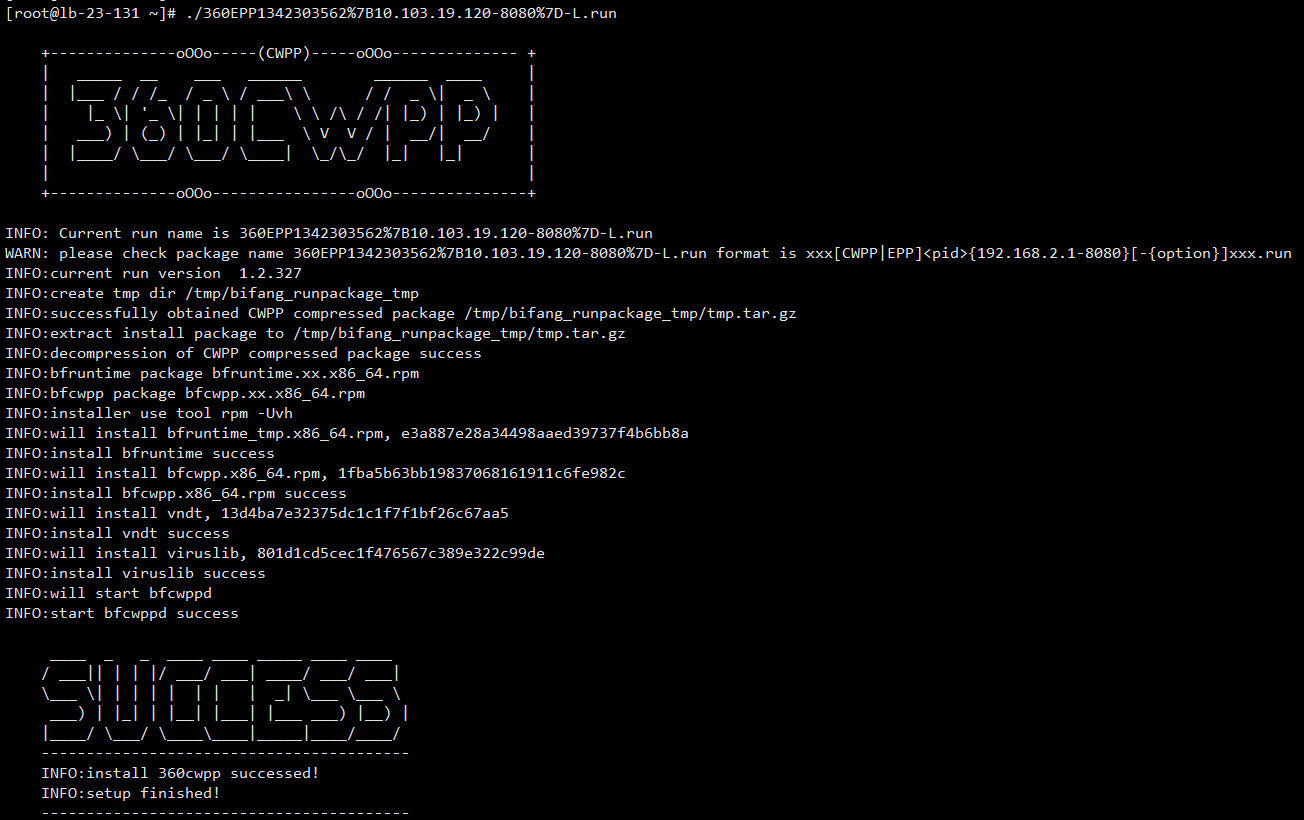 [root@lb-23-131 ~]# ./360EPP1342303562%7B10.103.19.120-8080%7D-L.run
+--------------oOOo-----(CWPP)-----oOOo-------------- +
360CWPP
+--------------oOOo----------------oOOo---------------+
INFO: Current run name is 360EPP1342303562%7B10.103.19.120-8080%7D-L.run
WARN: please check package name 360EPP1342303562%7B10.103.19.120-8080%7D-L.run format is xxx[CWPP|EPP]<pid>{192.168.2.1-8080}[-{option}]xxx.run
INFO:current run version  1.2.327
INFO:create tmp dir /tmp/bifang_runpackage_tmp
INFO:successfully obtained CWPP compressed package /tmp/bifang_runpackage_tmp/tmp.tar.gz
INFO:extract install package to /tmp/bifang_runpackage_tmp/tmp.tar.gz
INFO:decompression of CWPP compressed package success
INFO:bfruntime package bfruntime.xx.x86_64.rpm
INFO:bfcwpp package bfcwpp.xx.x86_64.rpm
INFO:installer use tool rpm -Uvh
INFO:will install bfruntime_tmp.x86_64.rpm, e3a887e28a34498aaed39737f4b6bb8a
INFO:install bfruntime success
INFO:will install bfcwpp.x86_64.rpm, 1fba5b63bb19837068161911c6fe982c
INFO:install bfcwpp.x86_64.rpm success
INFO:will install vndt, 13d4ba7e32375dc1c1f7f1bf26c67aa5
INFO:install vndt success
INFO:will install viruslib, 801d1cd5cec1f476567c389e322c99de
INFO:install viruslib success
INFO:will start bfcwppd
INFO:start bfcwppd success
SUCCESS
-----------------------------------------
INFO:install 360cwpp successed!
INFO:setup finished!
-----------------------------------------